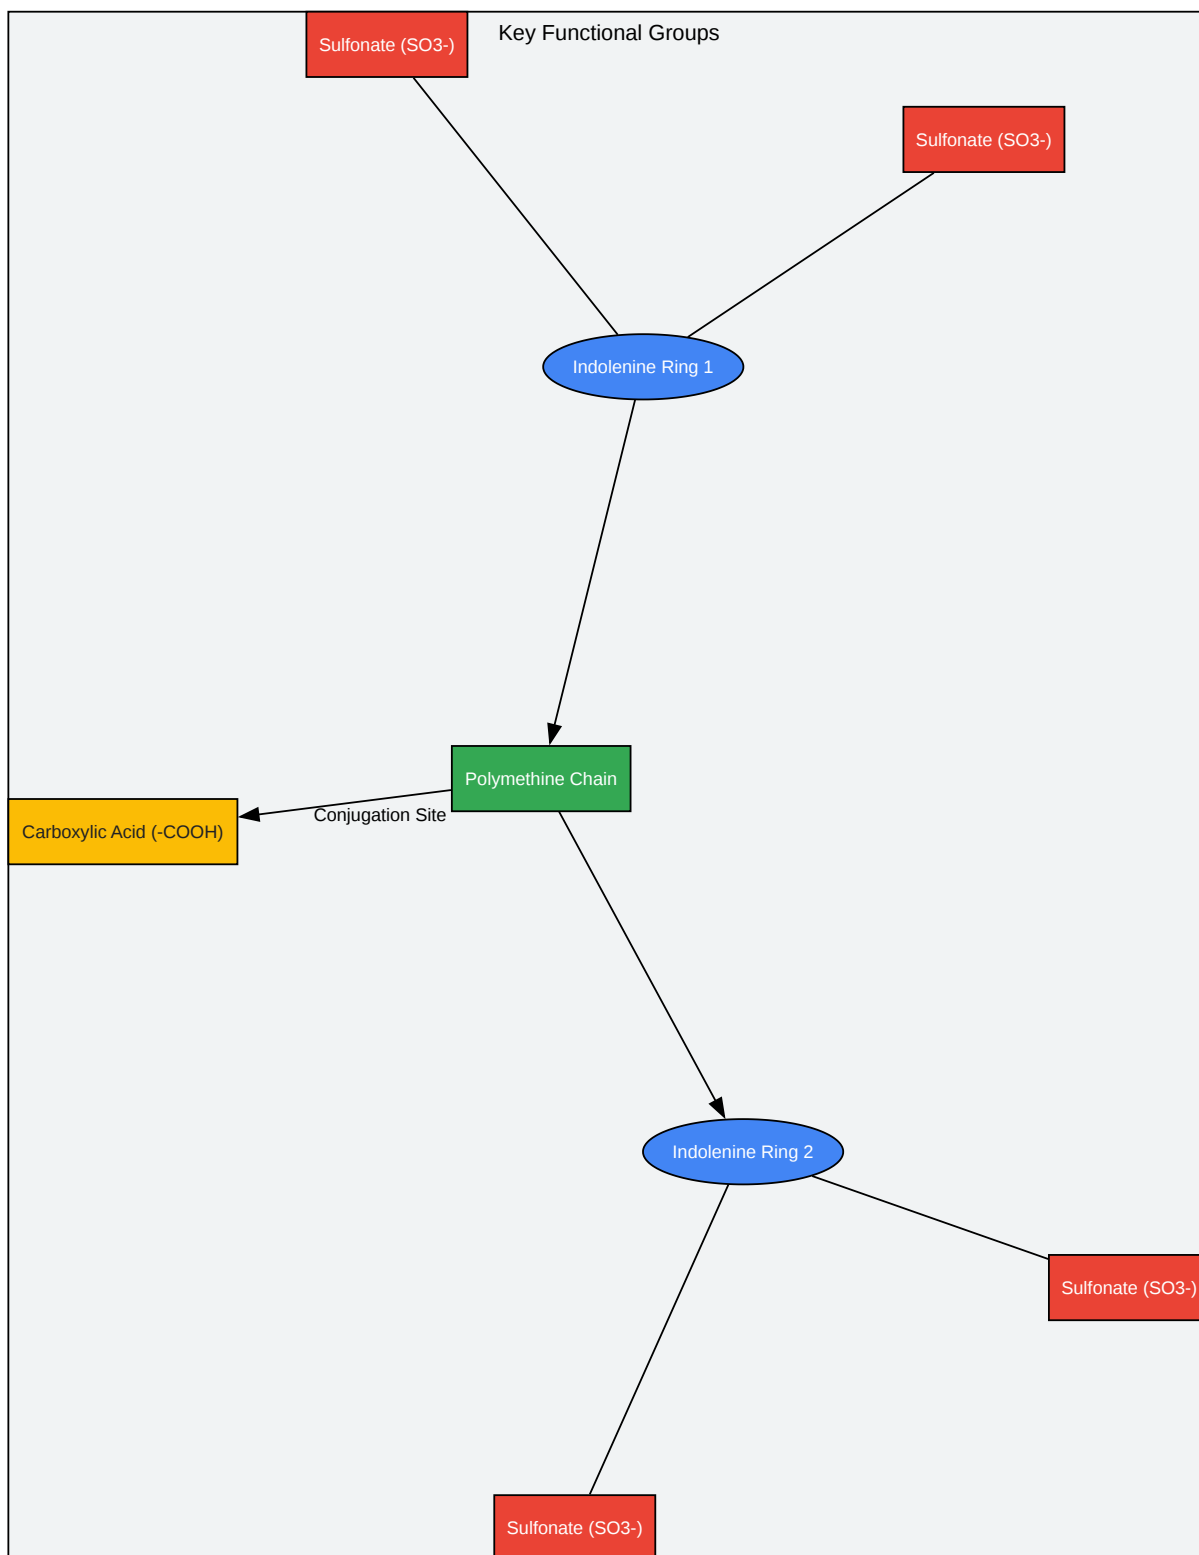 Key Functional Groups
Sulfonate (SO3-)
Sulfonate (SO3-)
Indolenine Ring 1
Polymethine Chain
Conjugation Site
Carboxylic Acid (-COOH)
Indolenine Ring 2
Sulfonate (SO3-)
Sulfonate (SO3-)